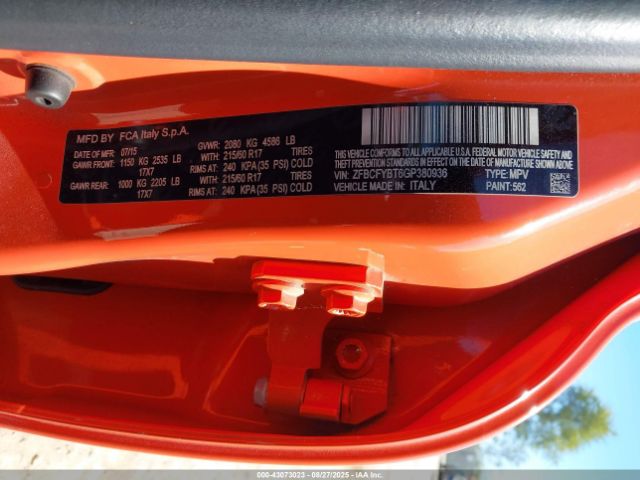 MFD BY FCA Italy S.p.A.
DATE OF MFR: 07/15 GVWR: 2080 KG 4586 LB
GAWR FRONT: 1150 KG 2535 LB WITH 215/60 R17 TIRES
17X7 RIMS AT: 240 KPA(35 PSI) COLD
GAWR REAR: 1000 KG 2205 LB WITH 215/60 R17 TIRES
17X7 RIMS AT: 240 KPA(35 PSI) COLD
THIS VEHICLE CONFORMS TO ALL APPLICABLE U.S.A. FEDERAL MOTOR VEHICLE SAFETY
AND THEFT PREVENTION STANDARDS IN EFFECT ON THE DATE OF MANUFACTURE SHOWN ABOVE
VIN: ZFBCFYBT6GP380936 TYPE: MPV
VEHICLE MADE IN: ITALY PAINT: 562
00-43073023 - 08/27/2025 - IAAI.COM